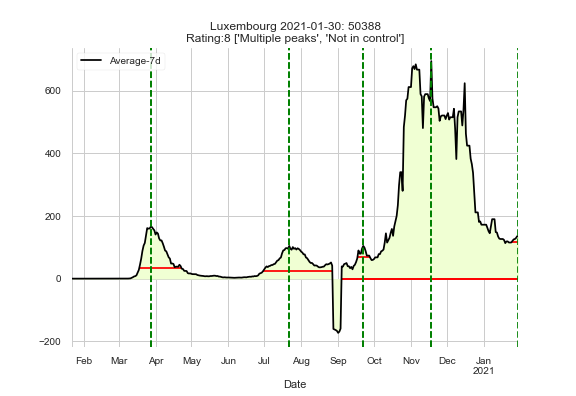 Luxembourg 2021-01-30: 50388
Rating:8 ['Multiple peaks', 'Not in control']
Average-7d
600
400
200
0
−200
Feb Mar Apr May Jun Jul Aug Sep Oct Nov Dec Jan
2021
Date